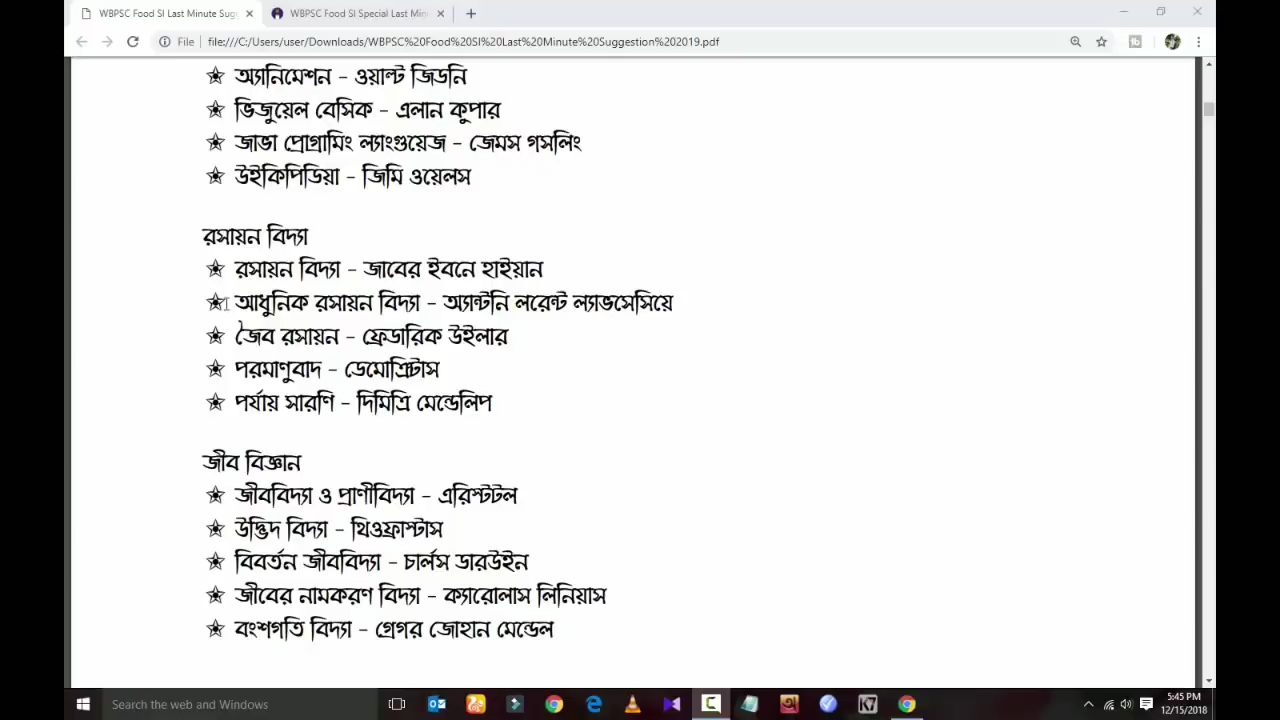 WBPSC Food SI Last Minute Sugg
WBPSC Food SI Special Last Min
File
file:///C:/Users/user/Downloads/WBPSC%20Food%20SI%20Last%20Minute%20Suggestion%202019.pdf
✯ অ্যানিমেশন - ওয়াল্ট জিডনি
✯ ভিজুয়েল বেসিক - এলান কুপার
✯ জাভা প্রোগ্রামিং ল্যাংগুয়েজ - জেমস গসলিং
✯ উইকিপিডিয়া - জিমি ওয়েলস
রসায়ন বিদ্যা
✯ রসায়ন বিদ্যা - জাবের ইবনে হাইয়ান
✯ আধুনিক রসায়ন বিদ্যা - অ্যান্টনি লরেন্ট ল্যাভসেসিয়ে
✯ জৈব রসায়ন - ফ্রেডারিক উইলার
✯ পরমাণুবাদ - ডেমোক্রিটাস
✯ পর্যায় সারণি - দিমিত্রি মেন্ডেলিপ
জীব বিজ্ঞান
✯ জীববিদ্যা ও প্রাণীবিদ্যা - এরিস্টটল
✯ উদ্ভিদ বিদ্যা - থিওফ্রাস্টাস
✯ বিবর্তন জীববিদ্যা - চার্লস ডারউইন
✯ জীবের নামকরণ বিদ্যা - ক্যারোলাস লিনিয়াস
✯ বংশগতি বিদ্যা - গ্রেগর জোহান মেন্ডেল
Search the web and Windows
5:45 PM
12/15/2018